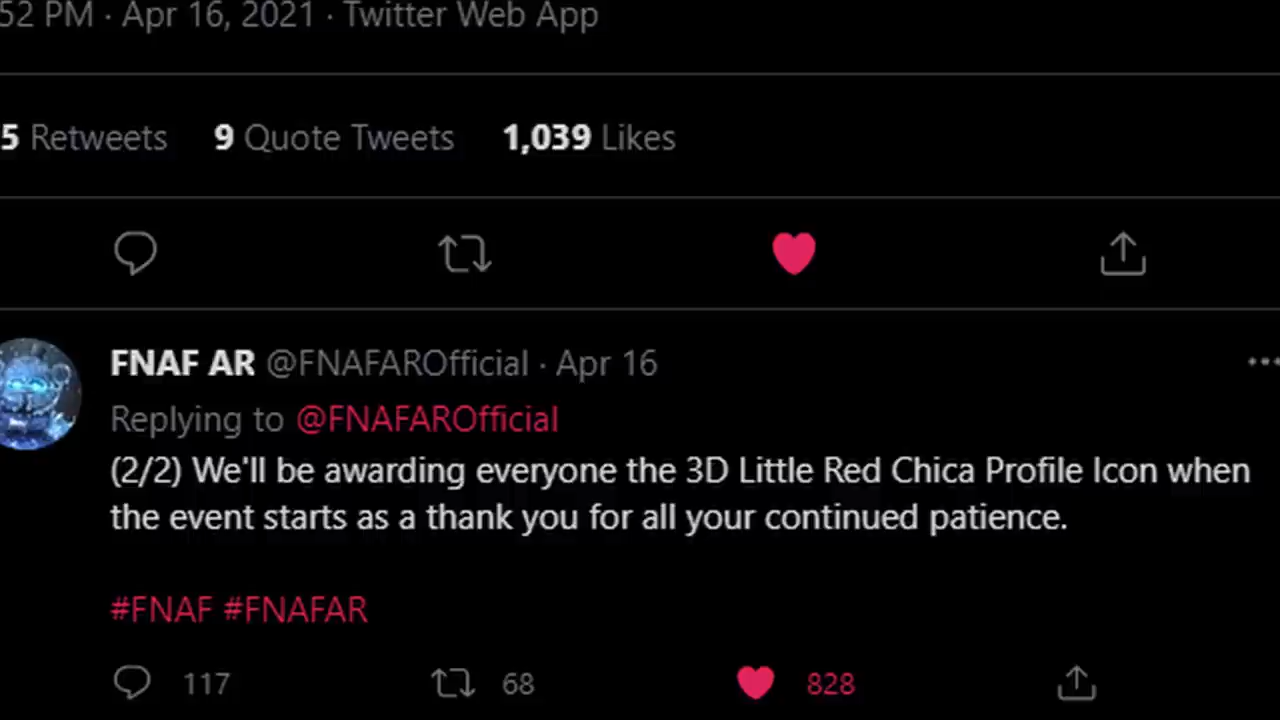 52 PM · Apr 16, 2021 · Twitter Web App
5 Retweets 9 Quote Tweets 1,039 Likes
FNAF AR @FNAFAROfficial · Apr 16
Replying to @FNAFAROfficial
(2/2) We'll be awarding everyone the 3D Little Red Chica Profile Icon when
the event starts as a thank you for all your continued patience.
#FNAF #FNAFAR
117 68 828